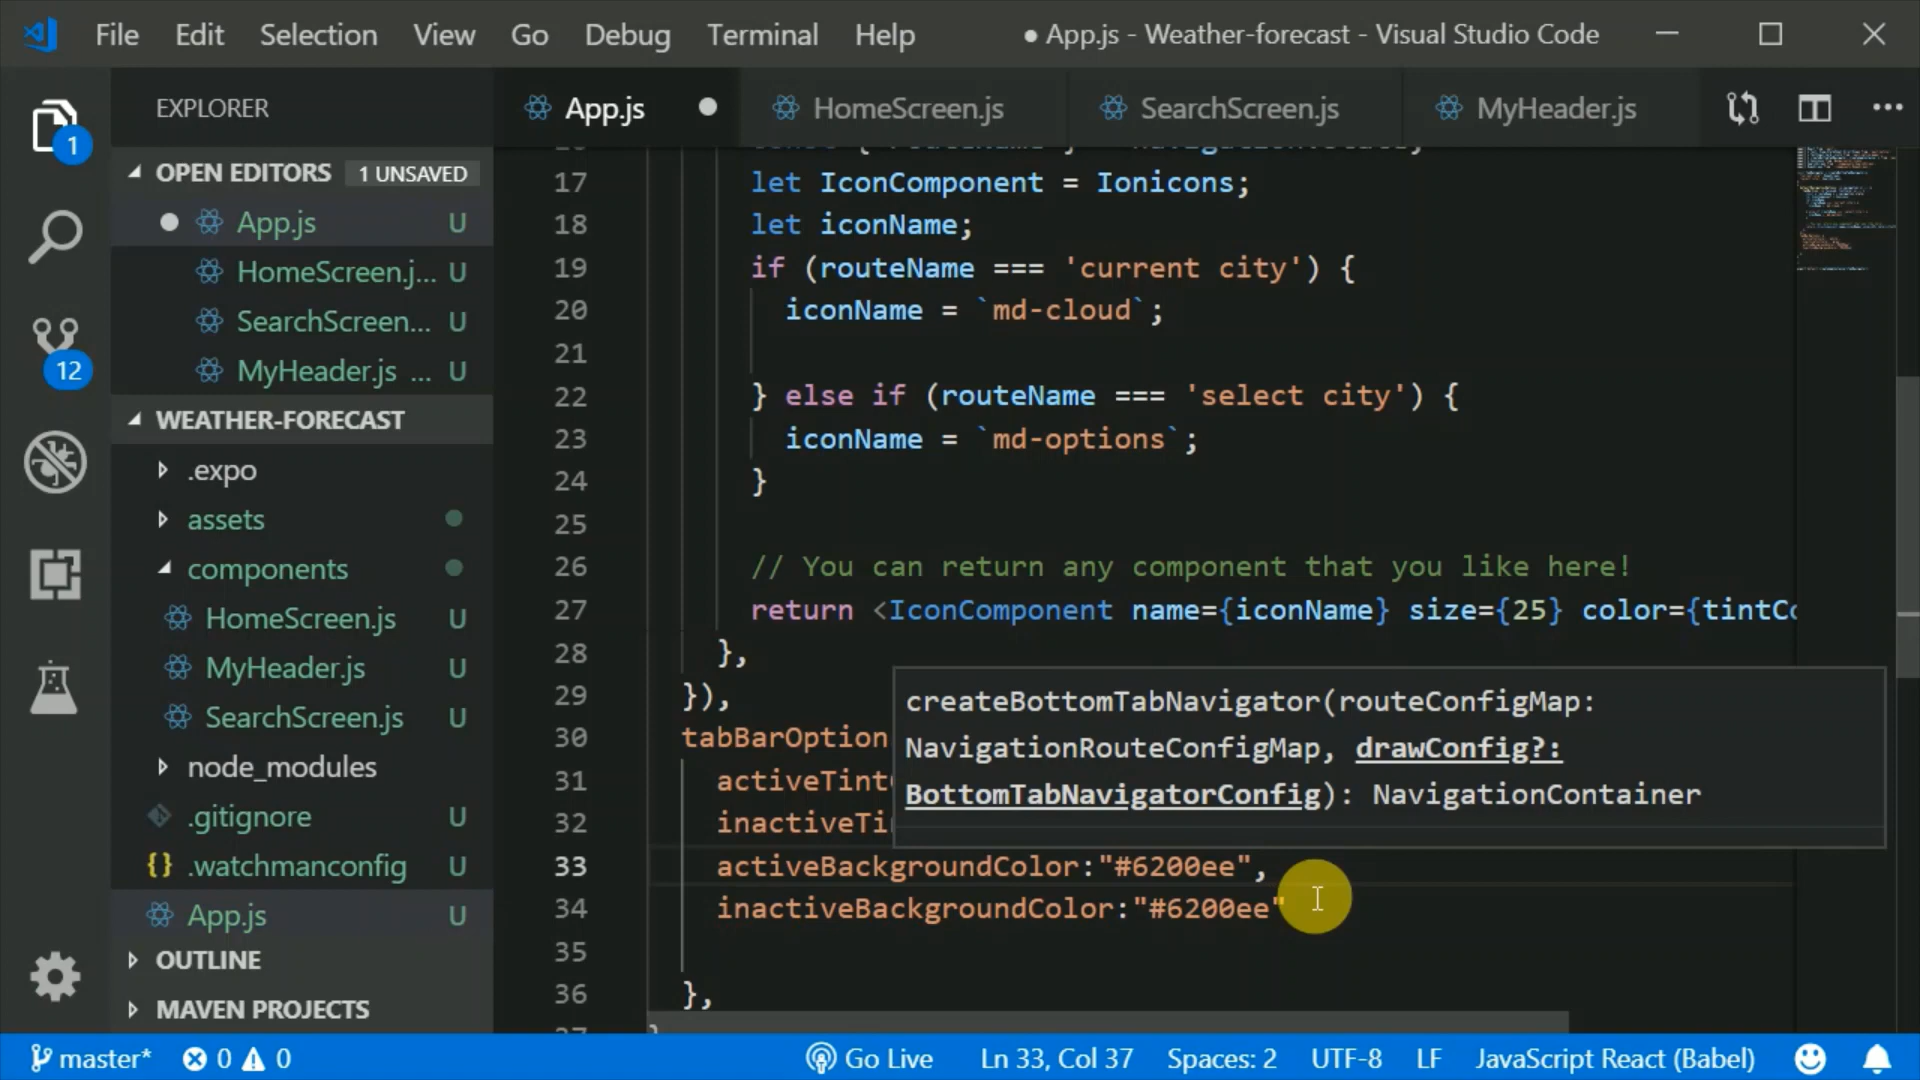 File Edit Selection View Go Debug Terminal Help ● App.js - Weather-forecast - Visual Studio Code
EXPLORER
App.js HomeScreen.js SearchScreen.js MyHeader.js
1
OPEN EDITORS 1 UNSAVED
App.js U
HomeScreen.j... U
SearchScreen... U
MyHeader.js ... U
12
WEATHER-FORECAST
.expo
assets
components
HomeScreen.js U
MyHeader.js U
SearchScreen.js U
node_modules
.gitignore U
{} .watchmanconfig U
App.js U
OUTLINE
MAVEN PROJECTS
17 let IconComponent = Ionicons;
18 let iconName;
19 if (routeName === 'current city') {
20 iconName = `md-cloud`;
21
22 } else if (routeName === 'select city') {
23 iconName = `md-options`;
24 }
25
26 // You can return any component that you like here!
27 return <IconComponent name={iconName} size={25} color={tintCo
28 },
29 }),
30 tabBarOption
31 activeTint
32 inactiveTi
33 activeBackgroundColor:"#6200ee",
34 inactiveBackgroundColor:"#6200ee"
35
36 },
createBottomTabNavigator(routeConfigMap:
NavigationRouteConfigMap, drawConfig?:
BottomTabNavigatorConfig): NavigationContainer
master* 0 0 Go Live Ln 33, Col 37 Spaces: 2 UTF-8 LF JavaScript React (Babel)